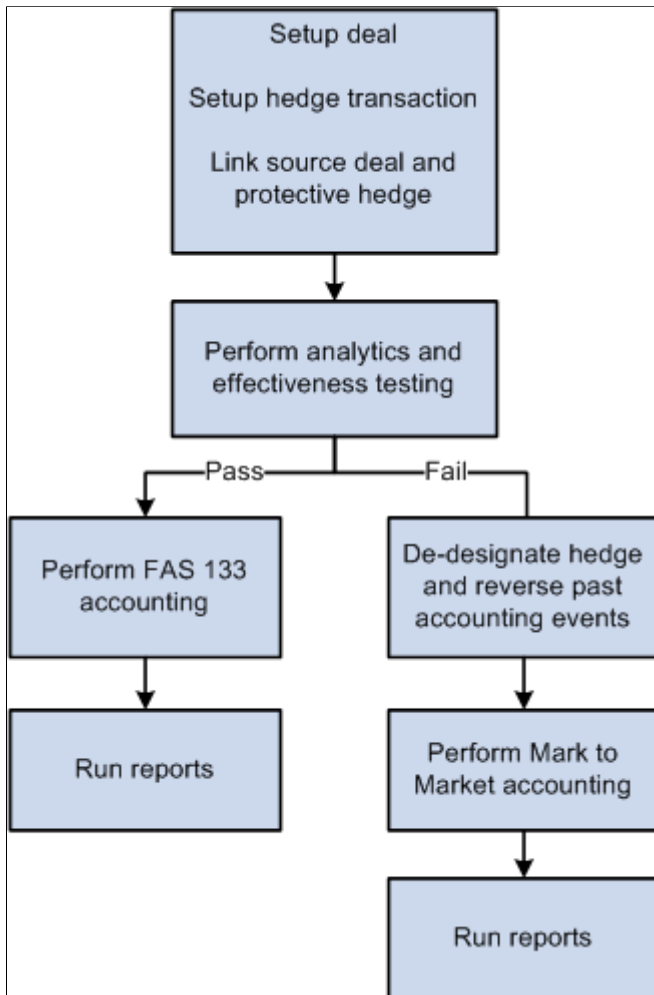 Setup deal
Setup hedge transaction
Link source deal and
protective hedge
Perform analytics and
effectiveness testing
Pass
Fail
Perform FAS 133
accounting
De-designate hedge
and reverse past
accounting events
Run reports
Perform Mark to
Market accounting
Run reports